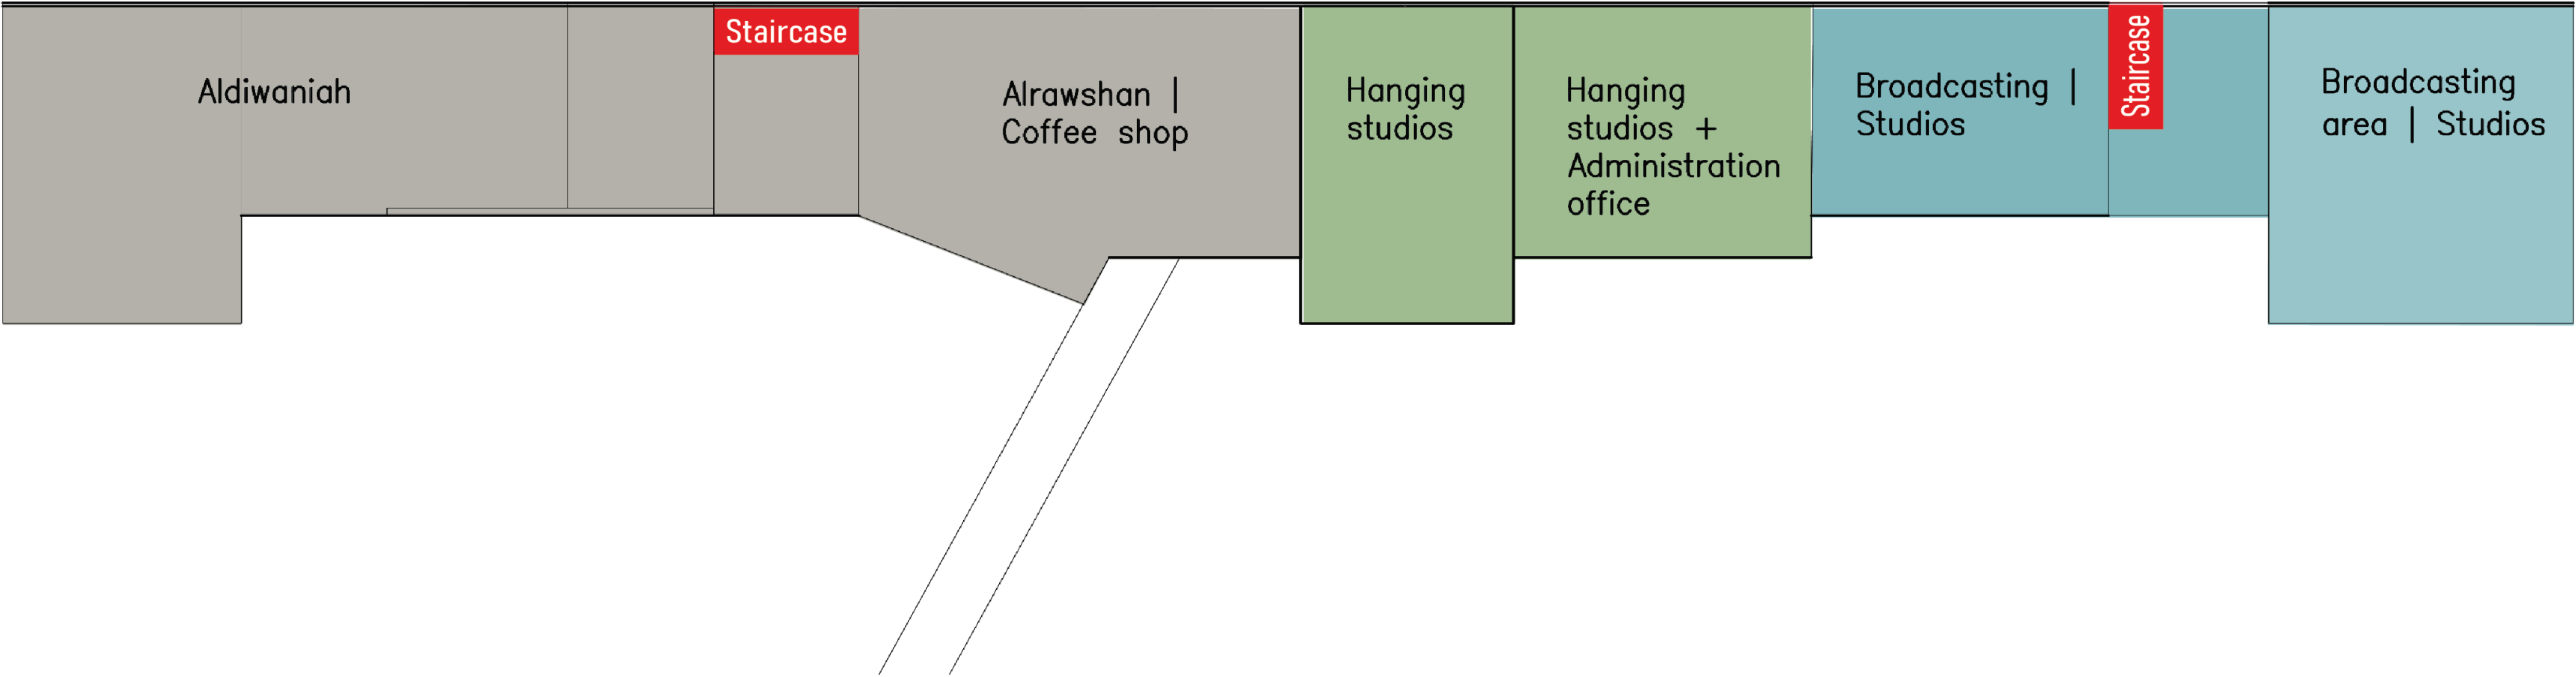 Aldiwaniah
Staircase
Alrawshan |
Coffee shop
Hanging
studios
Hanging
studios +
Administration
office
Broadcasting |
Studios
Staircase
Broadcasting
area | Studios